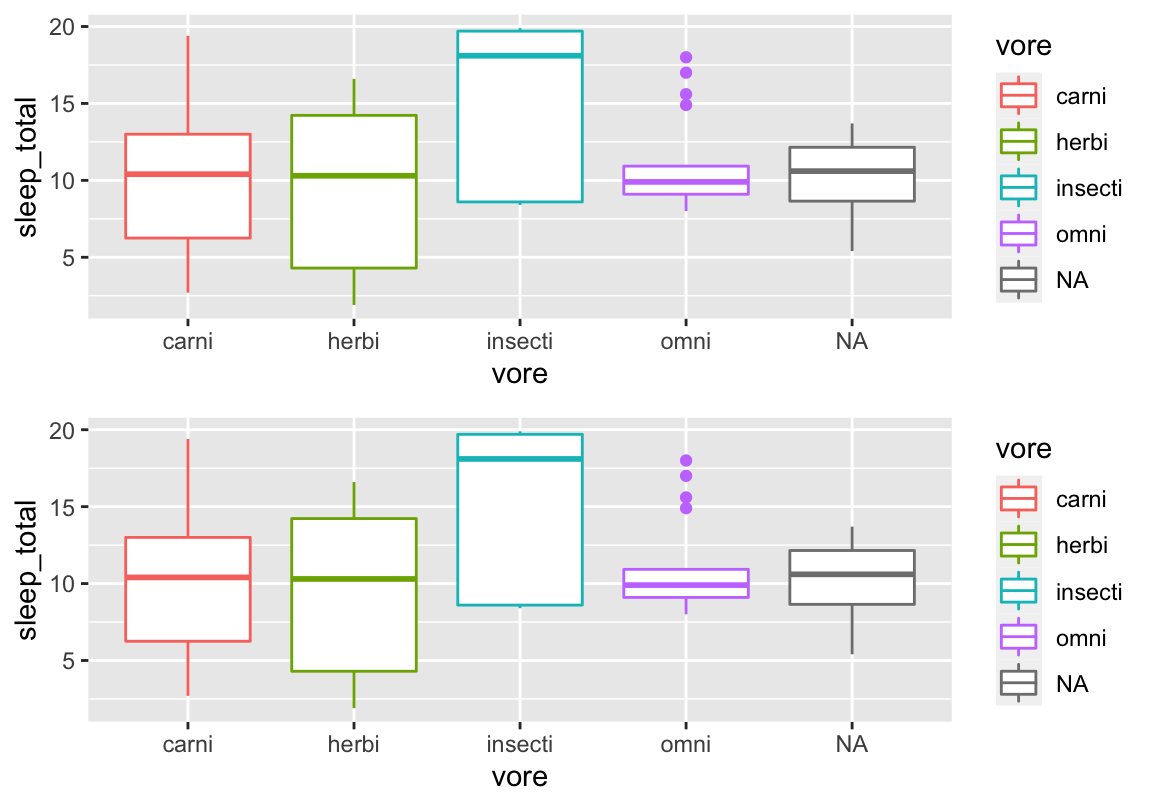 20
15
10
5
sleep_total
carni
herbi
insecti
omni
NA
vore
vore
carni
herbi
insecti
omni
NA
20
15
10
5
sleep_total
carni
herbi
insecti
omni
NA
vore
vore
carni
herbi
insecti
omni
NA